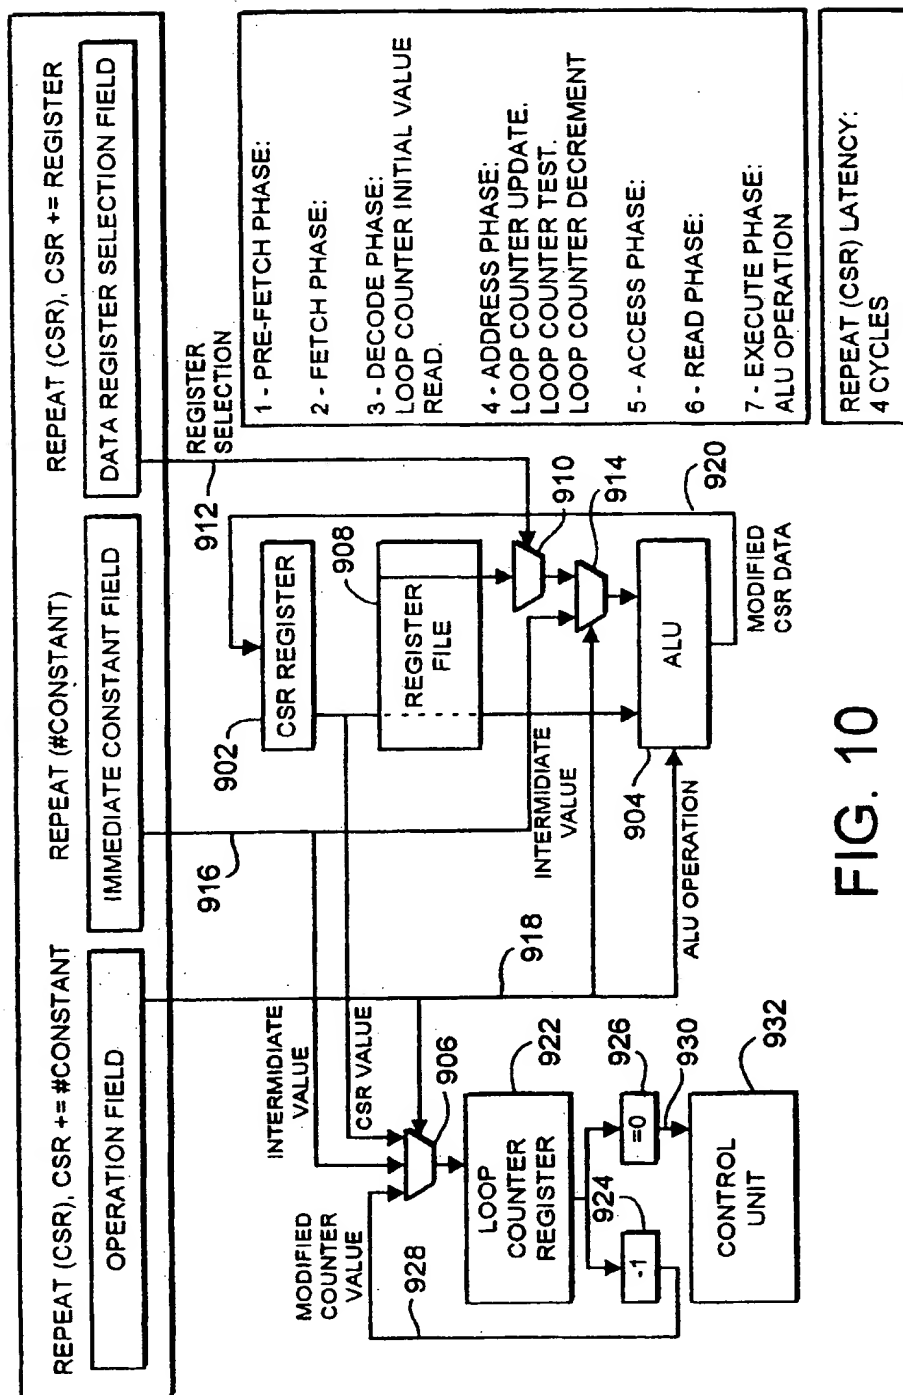 REPEAT (CSR), CSR += #CONSTANT
REPEAT (#CONSTANT)
REPEAT (CSR), CSR += REGISTER
OPERATION FIELD
IMMEDIATE CONSTANT FIELD
DATA REGISTER SELECTION FIELD
912
REGISTER
SELECTION
916
918
INTERMIDIATE
VALUE
CSR VALUE
MODIFIED
COUNTER
VALUE
928
906
LOOP
COUNTER
REGISTER
922
924
-1
=0
926
930
CONTROL
UNIT
932
902
CSR REGISTER
908
REGISTER
FILE
910
914
INTERMIDIATE
VALUE
904
ALU
920
ALU OPERATION
MODIFIED
CSR DATA
1 - PRE-FETCH PHASE:
2 - FETCH PHASE:
3 - DECODE PHASE:
LOOP COUNTER INITIAL VALUE
READ.
4 - ADDRESS PHASE:
LOOP COUNTER UPDATE.
LOOP COUNTER TEST.
LOOP COUNTER DECREMENT
5 - ACCESS PHASE:
6 - READ PHASE:
7 - EXECUTE PHASE:
ALU OPERATION
REPEAT (CSR) LATENCY:
4 CYCLES
FIG. 10